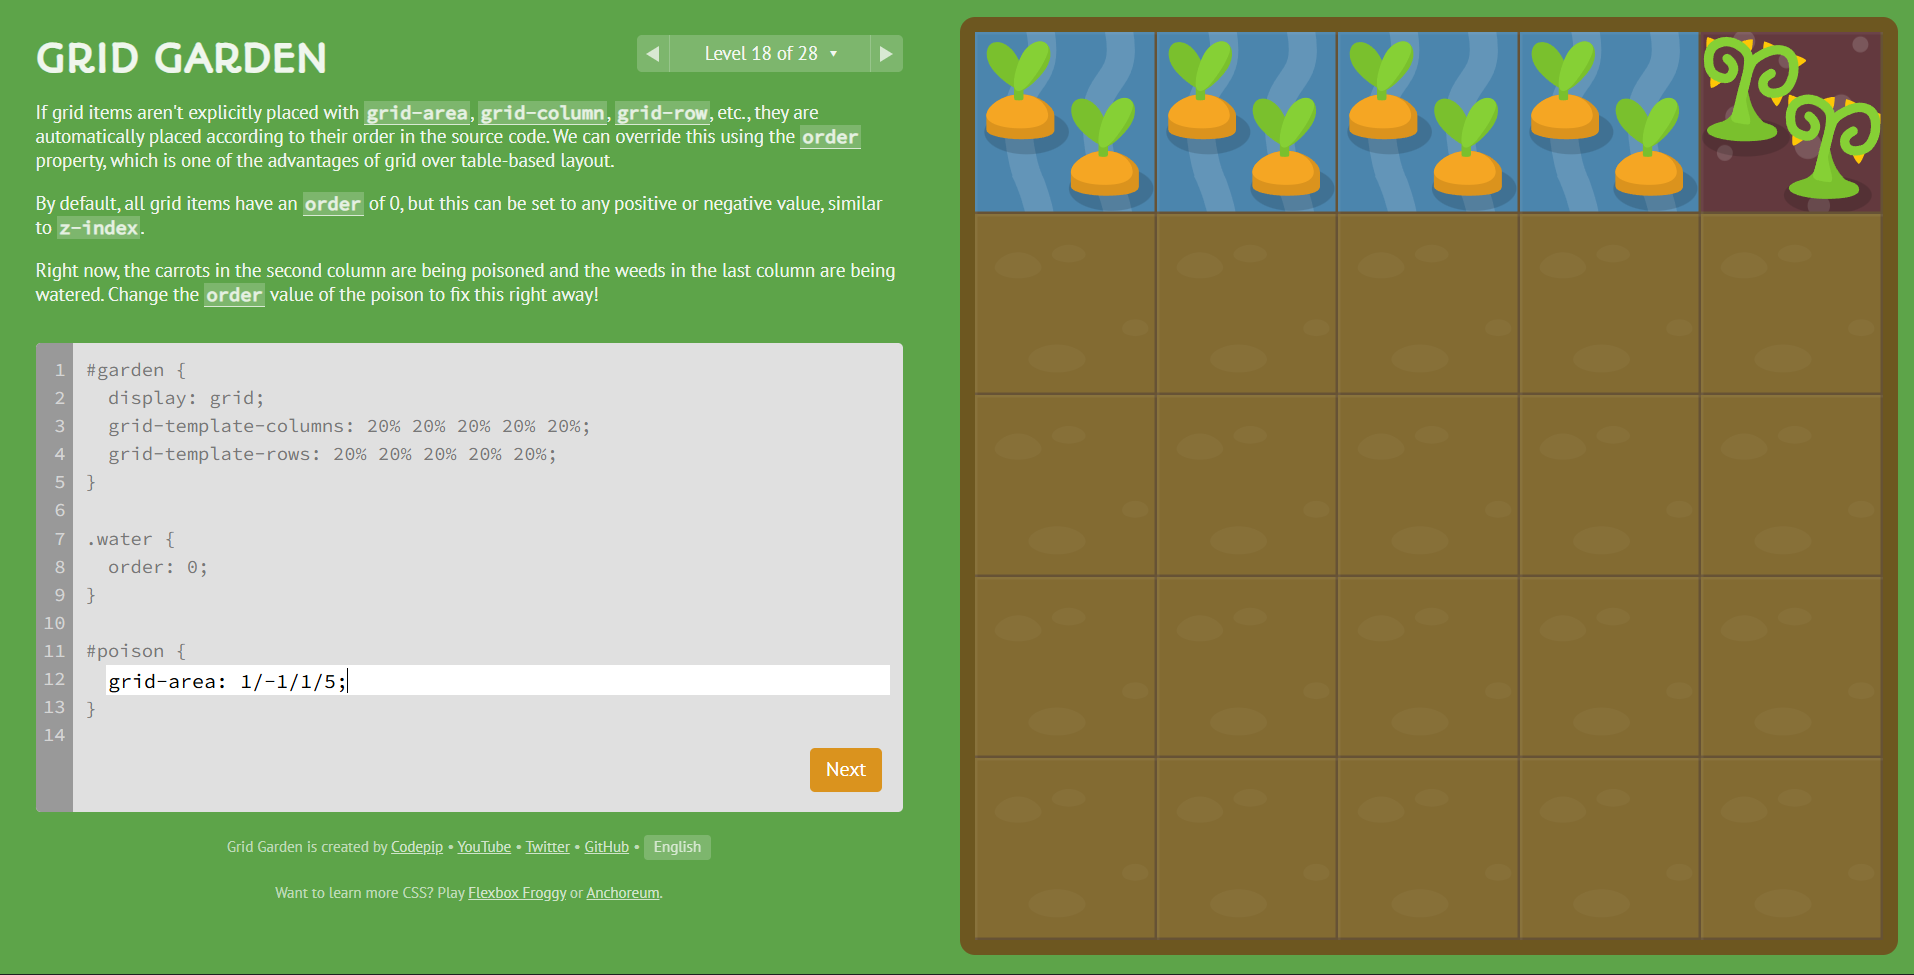 GRID GARDEN
◀ Level 18 of 28 ▾ ▶
If grid items aren't explicitly placed with grid-area, grid-column, grid-row, etc., they are
automatically placed according to their order in the source code. We can override this using the order
property, which is one of the advantages of grid over table-based layout.
By default, all grid items have an order of 0, but this can be set to any positive or negative value, similar
to z-index.
Right now, the carrots in the second column are being poisoned and the weeds in the last column are being
watered. Change the order value of the poison to fix this right away!
1 #garden {
2   display: grid;
3   grid-template-columns: 20% 20% 20% 20% 20%;
4   grid-template-rows: 20% 20% 20% 20% 20%;
5 }
6
7 .water {
8   order: 0;
9 }
10
11 #poison {
12   grid-area: 1/-1/1/5;
13 }
14
Next
Grid Garden is created by Codepip • YouTube • Twitter • GitHub • English
Want to learn more CSS? Play Flexbox Froggy or Anchoreum.